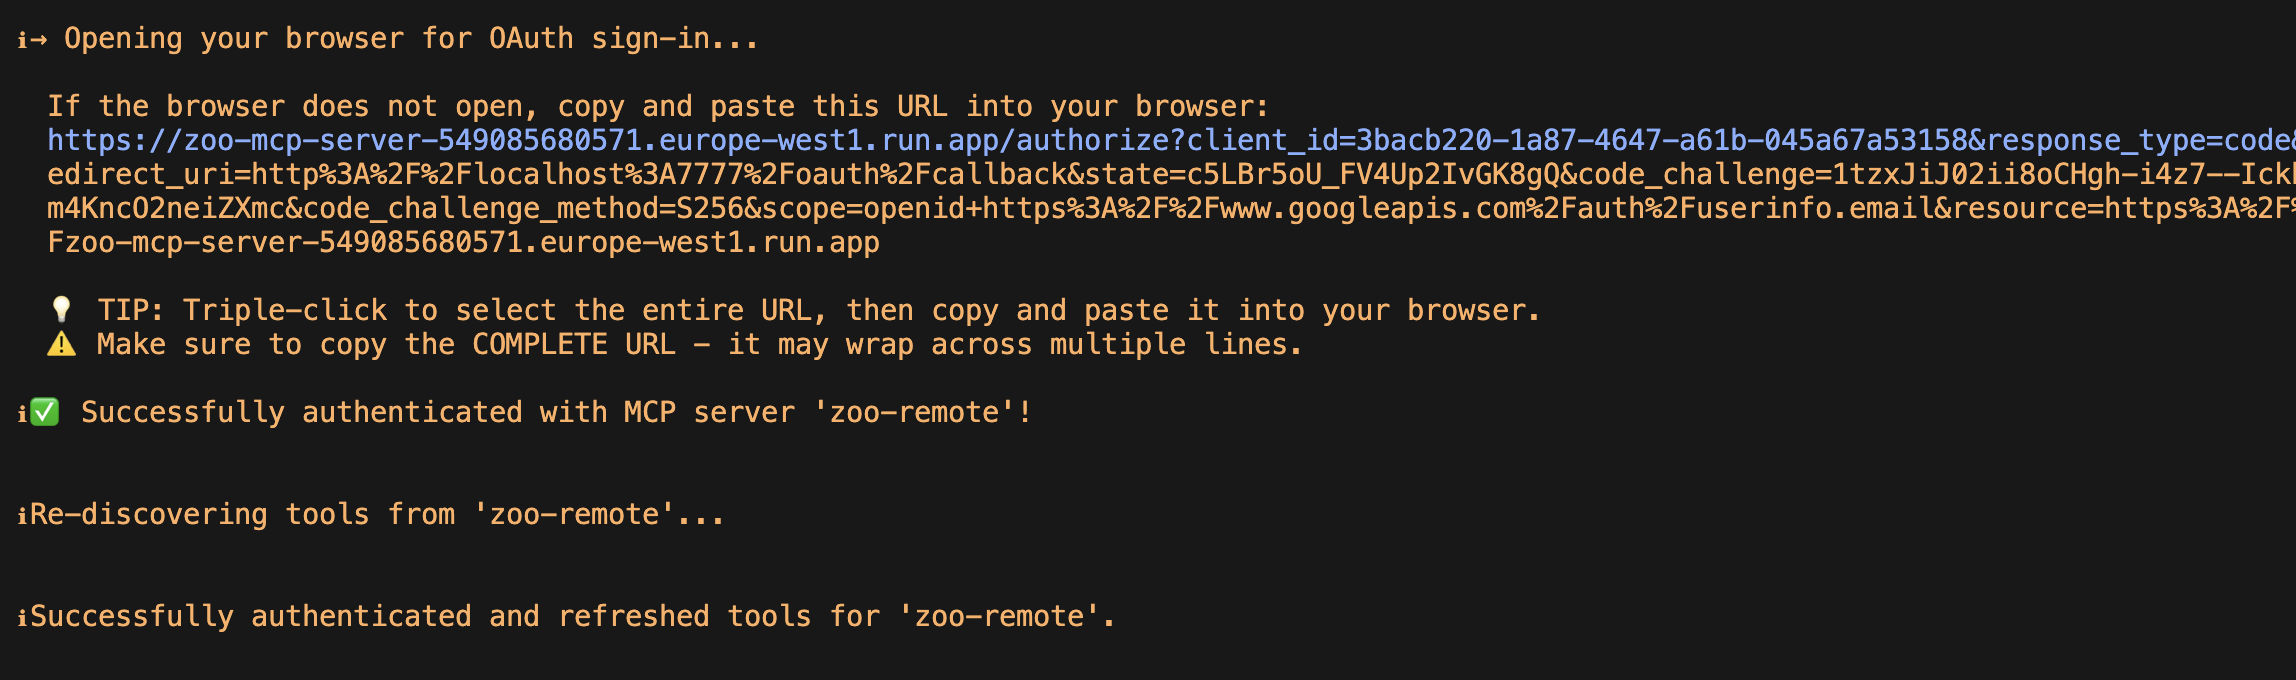 ℹ→ Opening your browser for OAuth sign-in...
If the browser does not open, copy and paste this URL into your browser:
https://zoo-mcp-server-549085680571.europe-west1.run.app/authorize?client_id=3bacb220-1a87-4647-a61b-045a67a53158&response_type=code&
edirect_uri=http%3A%2F%2Flocalhost%3A7777%2Foauth%2Fcallback&state=c5LBr5oU_FV4Up2IvGK8gQ&code_challenge=1tzxJiJ02ii8oCHgh-i4z7--Ick
m4KncO2neiZXmc&code_challenge_method=S256&scope=openid+https%3A%2F%2Fwww.googleapis.com%2Fauth%2Fuserinfo.email&resource=https%3A%2F%
Fzoo-mcp-server-549085680571.europe-west1.run.app
💡 TIP: Triple-click to select the entire URL, then copy and paste it into your browser.
⚠️ Make sure to copy the COMPLETE URL - it may wrap across multiple lines.
ℹ✅ Successfully authenticated with MCP server 'zoo-remote'!
ℹRe-discovering tools from 'zoo-remote'...
ℹSuccessfully authenticated and refreshed tools for 'zoo-remote'.